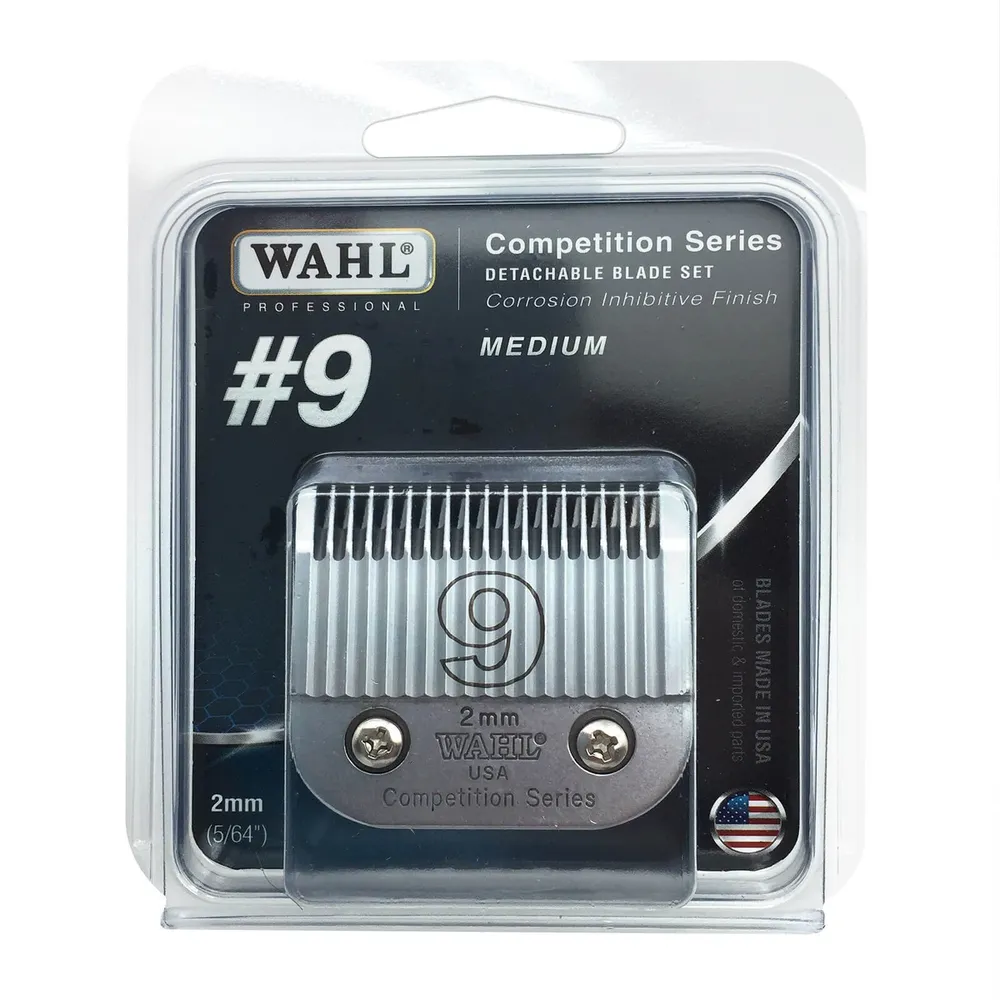 WAHL®
PROFESSIONAL
Competition Series
DETACHABLE BLADE SET
Corrosion Inhibitive Finish
MEDIUM
#9
9
2mm
WAHL®
USA
Competition Series
BLADES MADE IN USA
of domestic & imported parts
2mm
(5/64")